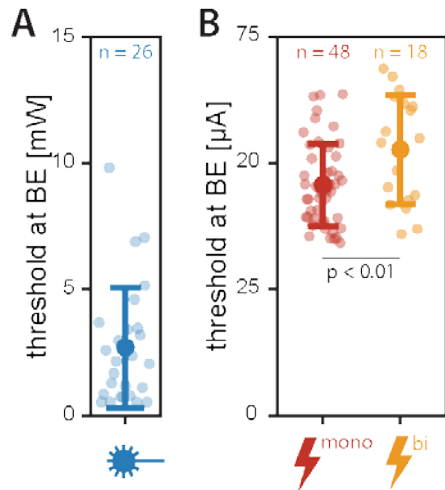 A
B
threshold at BE [mW]
15
10
5
0
n = 26
threshold at BE [µA]
75
20
25
0
n = 48
n = 18
p < 0.01
mono
bi